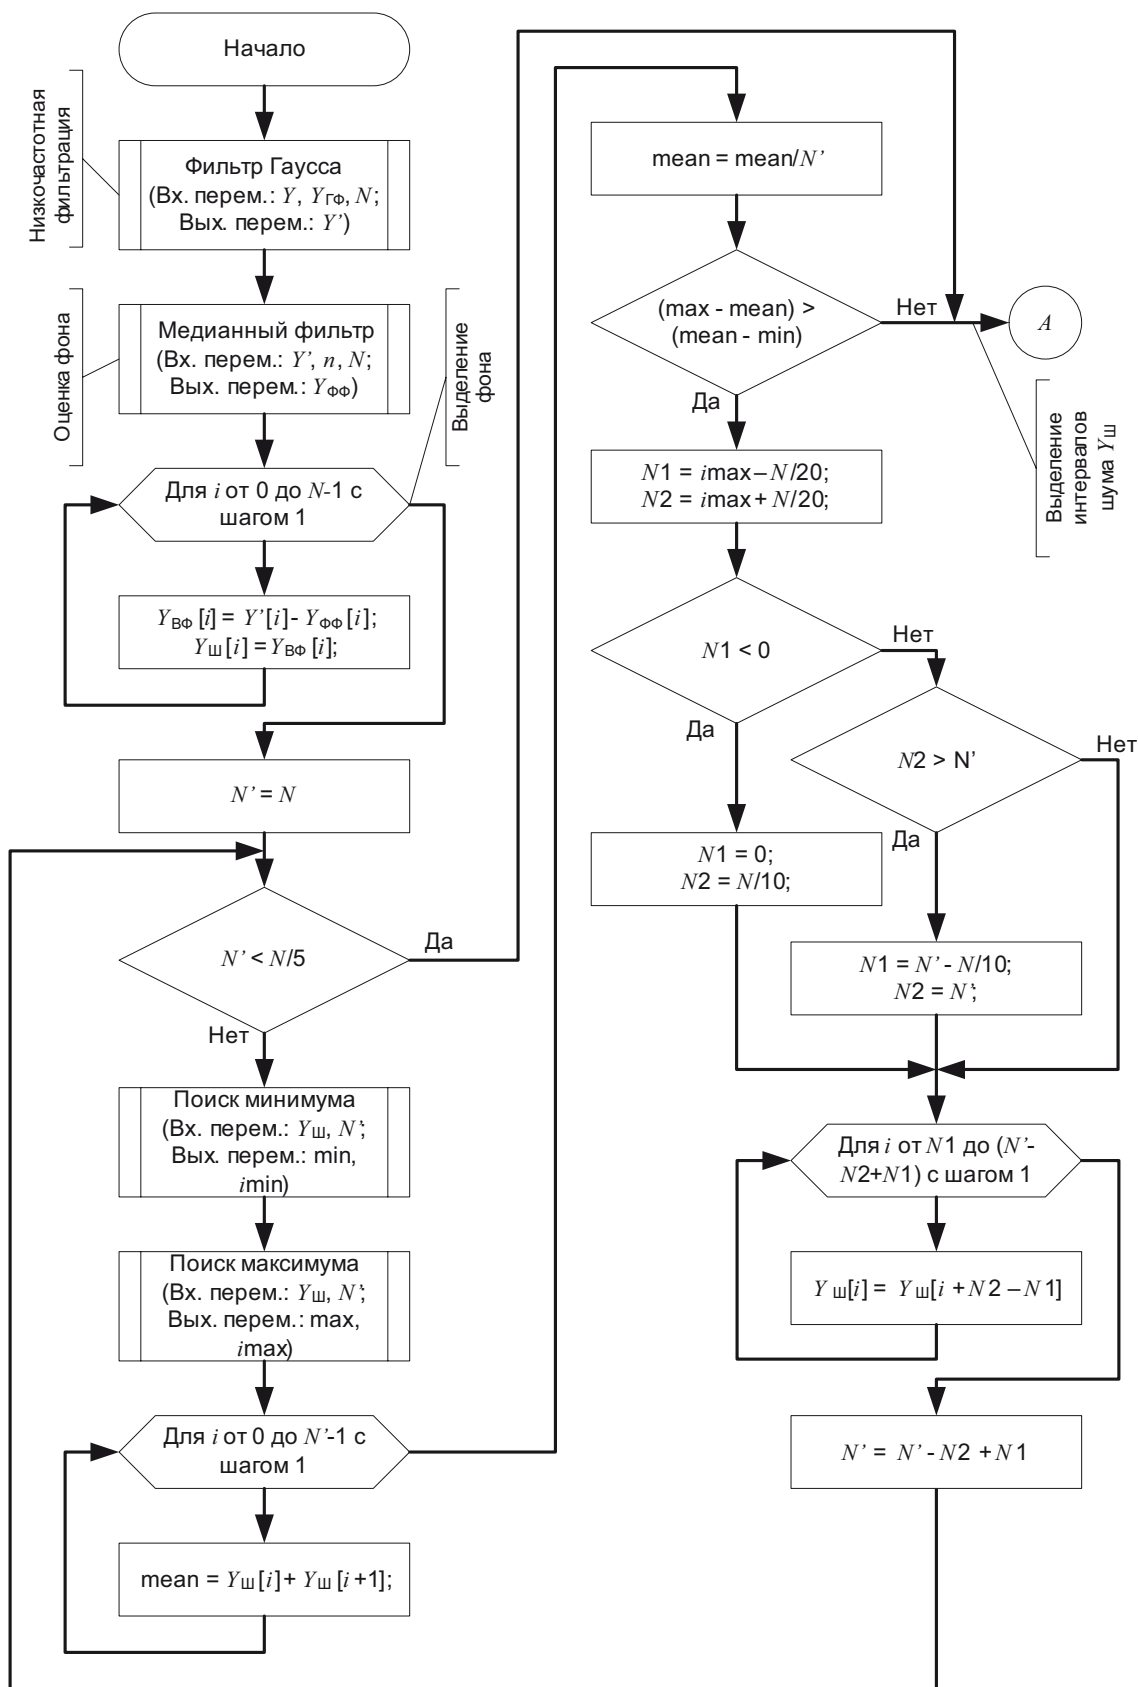 Начало
Низкочастотная
фильтрация
Фильтр Гаусса
(Вх. перем.: Y, YГФ, N;
Вых. перем.: Y’)
Оценка фона
Медианный фильтр
(Вх. перем.: Y’, n, N;
Вых. перем.: YФФ)
Выделение
фона
Для i от 0 до N-1 с
шагом 1
YВФ[i] = Y’[i]- YФФ[i];
YШ[i] =YВФ[i];
N’ = N
N’ < N/5
Да
Нет
Поиск минимума
(Вх. перем.: YШ, N’;
Вых. перем.: min,
imin)
Поиск максимума
(Вх. перем.: YШ, N’;
Вых. перем.: max,
imax)
Для i от 0 до N’-1 с
шагом 1
mean = YШ[i]+ YШ[i+1];
mean = mean/N’
(max - mean) >
(mean - min)
Нет
A
Да
Выделение
интервалов
шума YШ
N1 = imax – N/20;
N2 = imax + N/20;
N1 < 0
Нет
Да
N2 > N’
Нет
Да
N1 = 0;
N2 = N/10;
N1 = N’ - N/10;
N2 = N’;
Для i от N1 до (N’-
N2+N1) с шагом 1
YШ[i] = YШ[i + N2 – N1]
N’ = N’ - N2 + N1